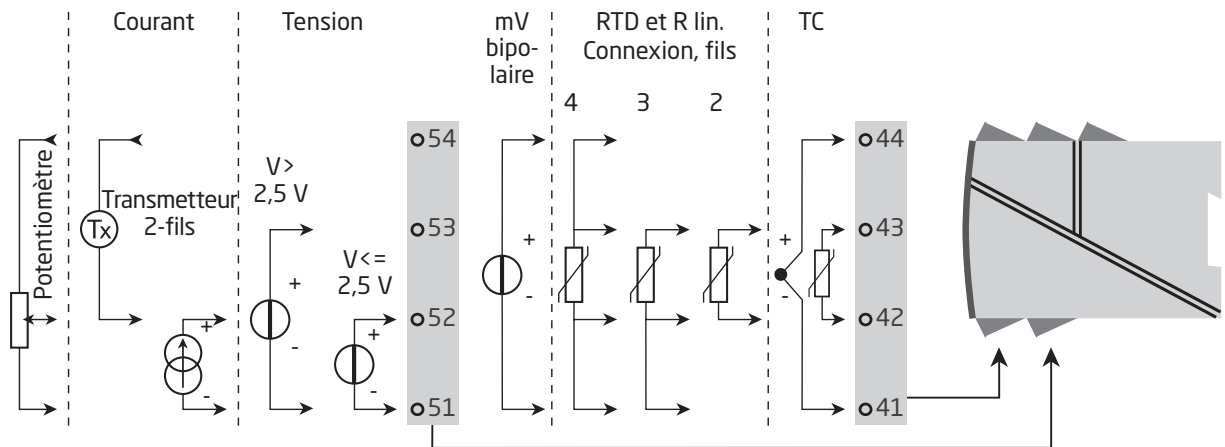 Courant
Tension
mV
bipo-
laire
RTD et R lin.
Connexion, fils
TC
4
3
2
54
44
V>
2,5 V
Potentiomètre
Transmetteur
2-fils
Tx
53
43
+
+
+
-
-
V<=
2,5 V
+
-
52
42
+
-
+
-
51
41